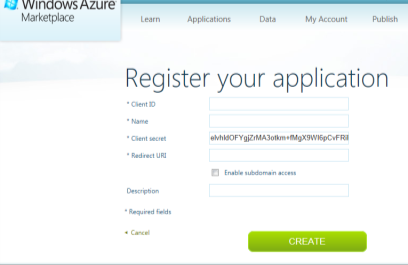 Windows Azure
Marketplace
Learn Applications Data My Account Publish
Register your application
* Client ID
* Name
* Client secret elvhldOFYgjZrMA3otkm+fMgX9WI6pCvFRiE
* Redirect URI
Enable subdomain access
Description
* Required fields
Cancel
CREATE